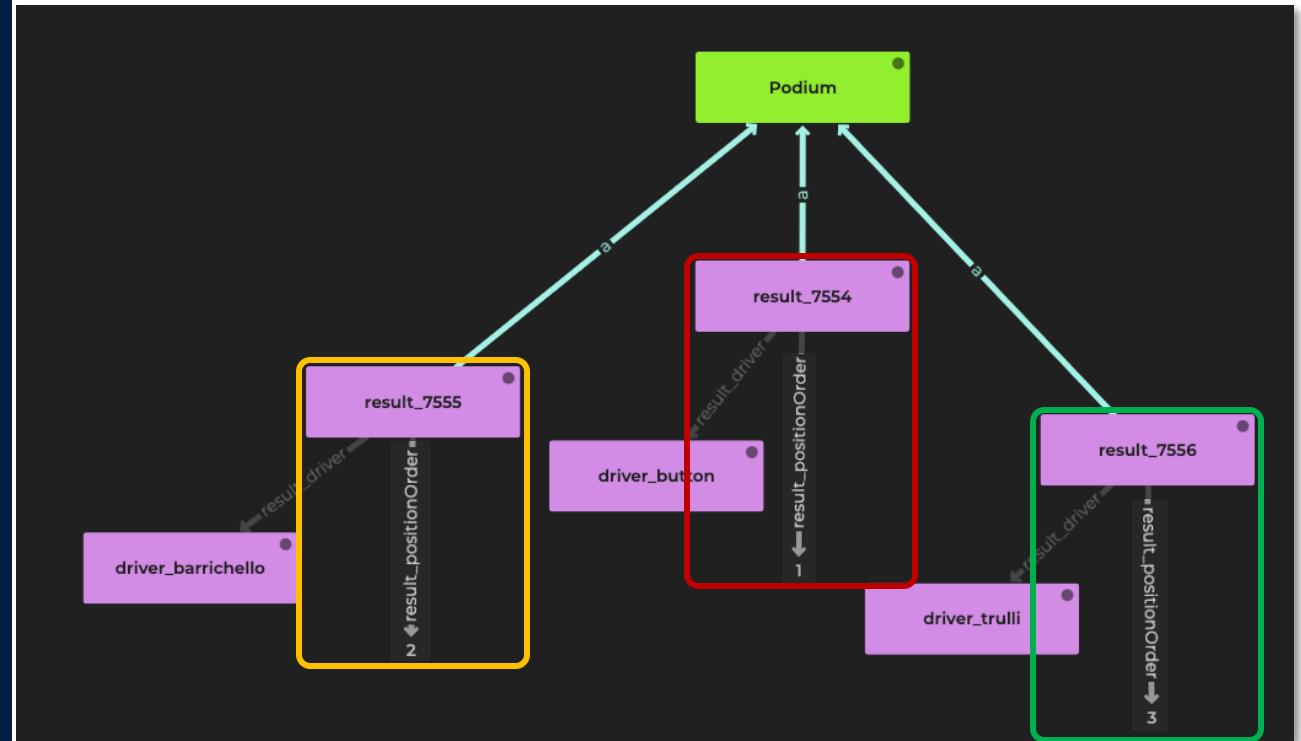 Podium
a
a
a
result_7554
result_driver
result_positionOrder
1
driver_button
result_7555
result_driver
result_positionOrder
2
driver_barrichello
result_7556
result_driver
result_positionOrder
3
driver_trulli